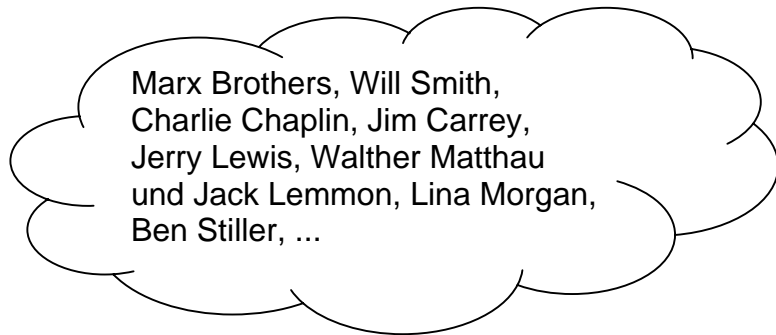 Marx Brothers, Will Smith,
Charlie Chaplin, Jim Carrey,
Jerry Lewis, Walther Matthau
und Jack Lemmon, Lina Morgan,
Ben Stiller, ...